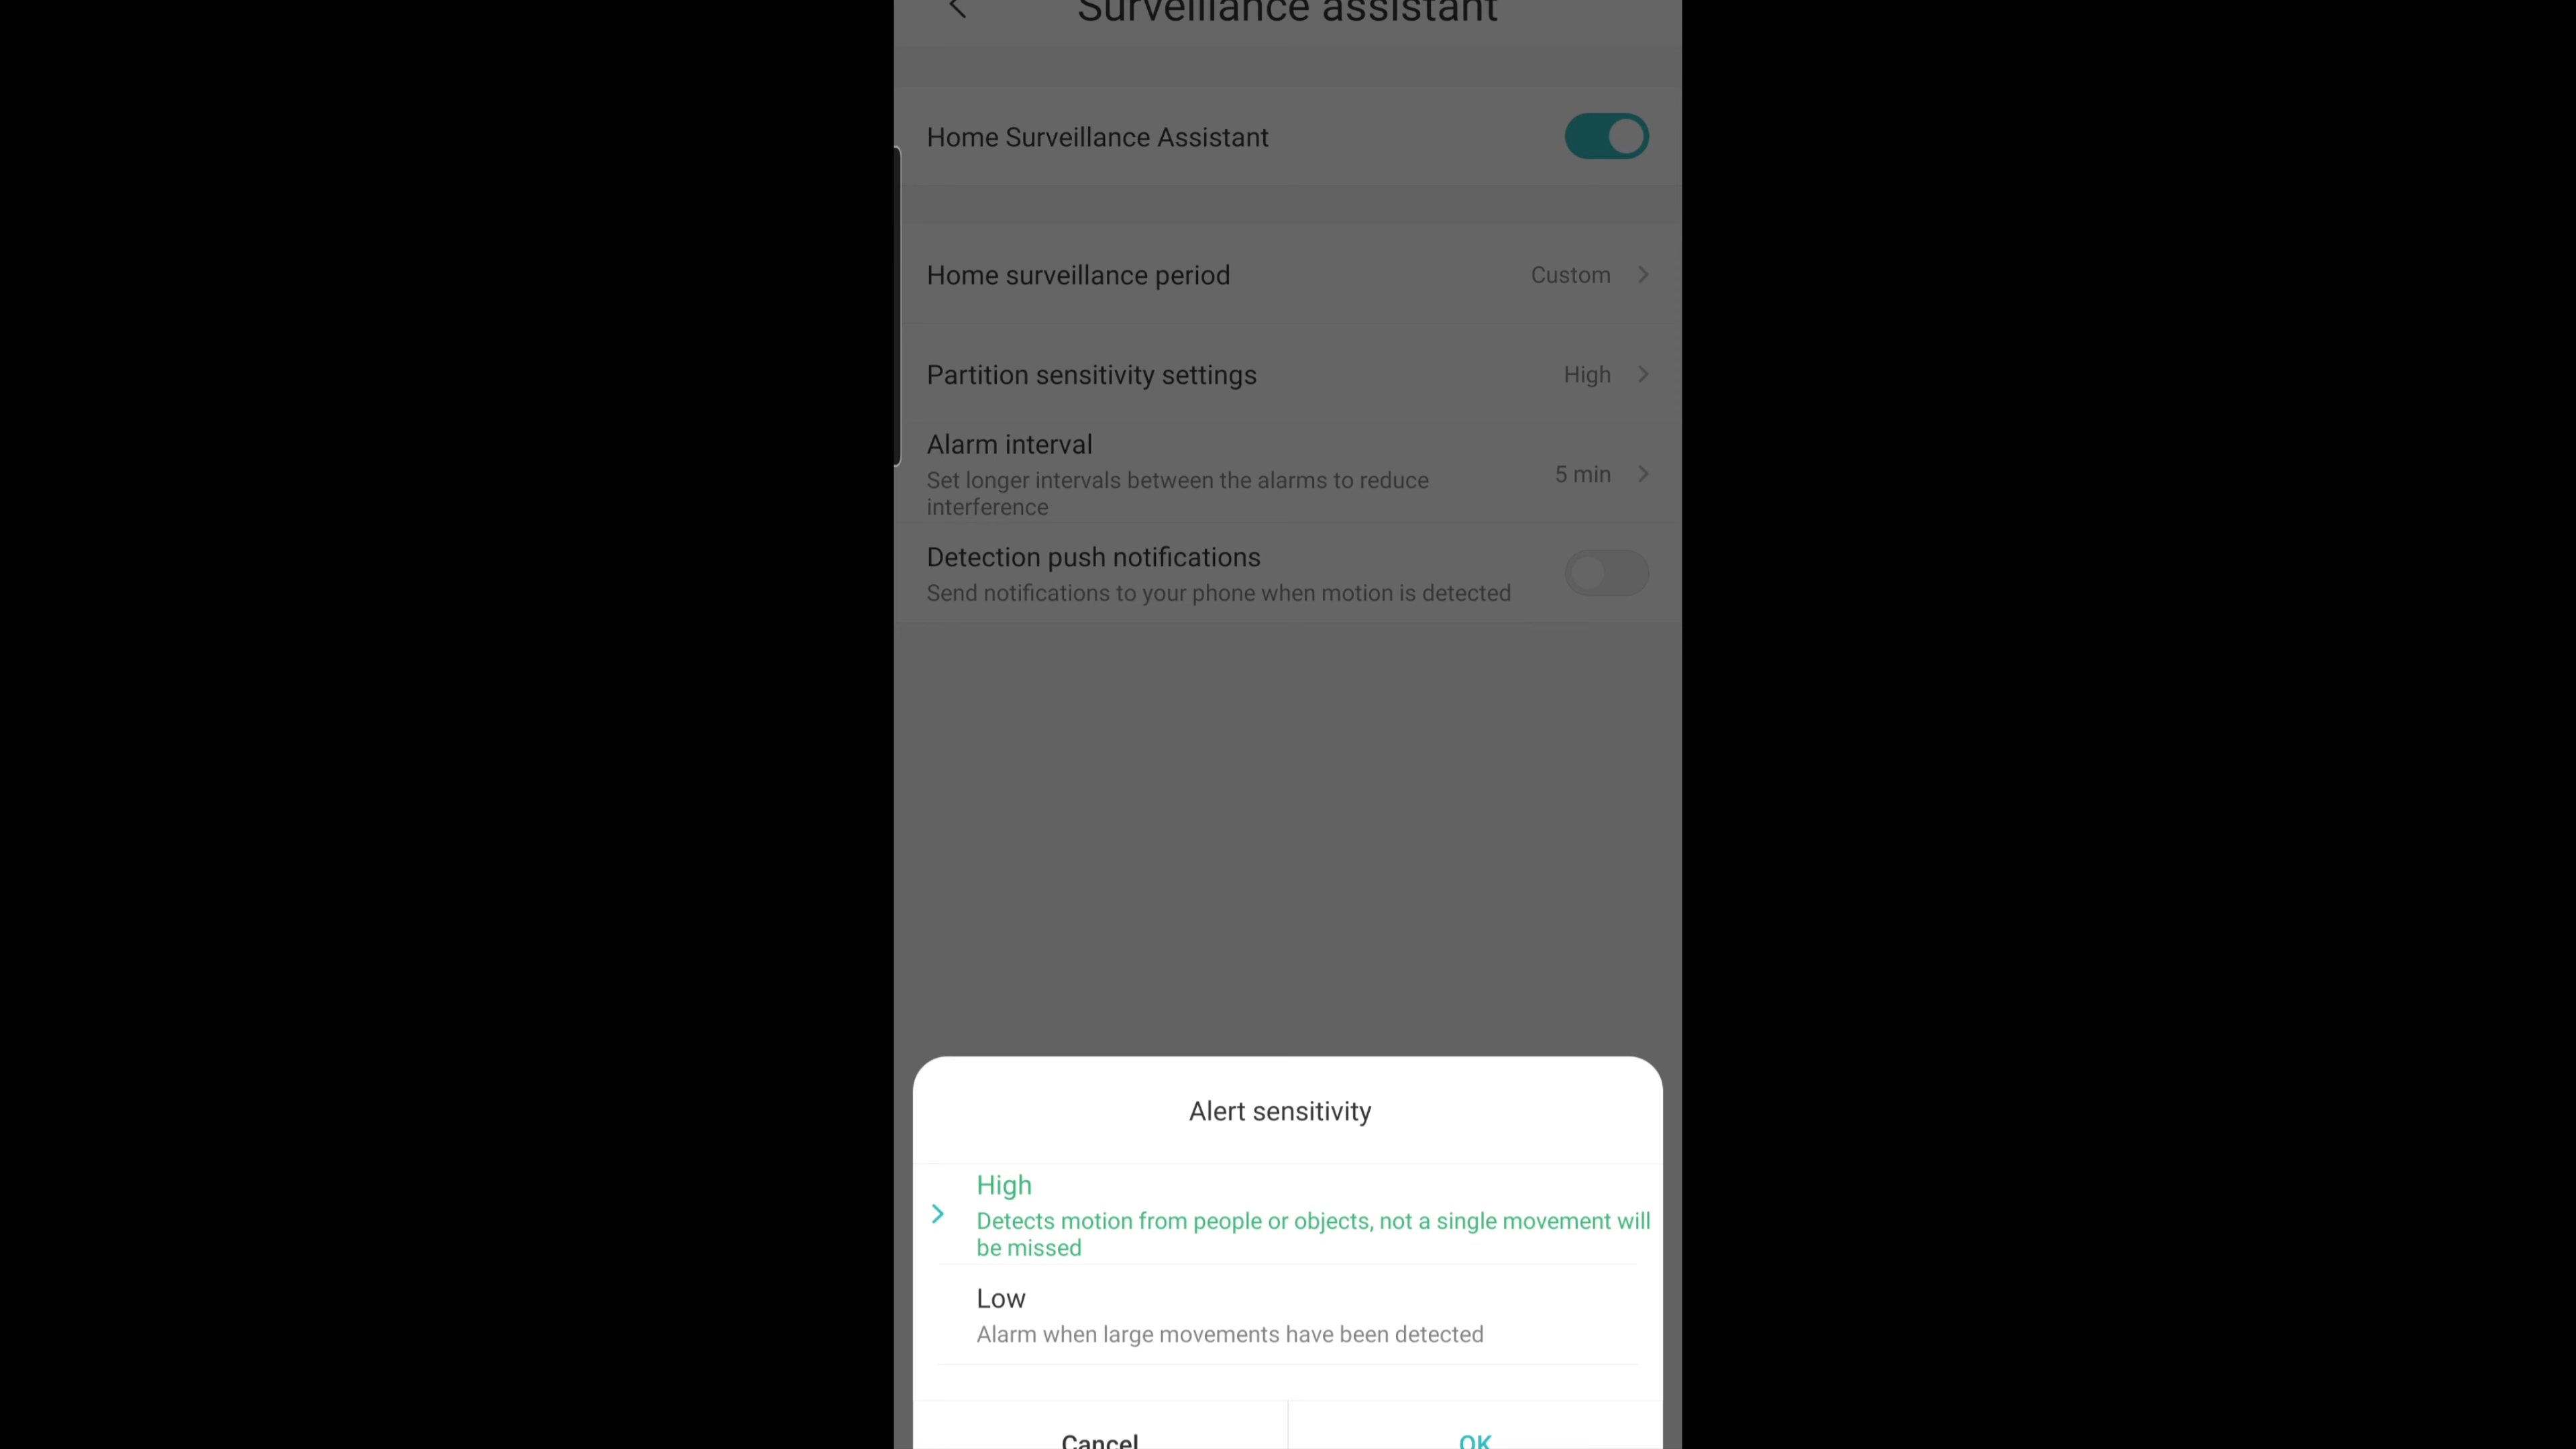 Surveillance assistant
Home Surveillance Assistant
Home surveillance period
Custom
Partition sensitivity settings
High
Alarm interval
Set longer intervals between the alarms to reduce
interference
5 min
Detection push notifications
Send notifications to your phone when motion is detected
Alert sensitivity
High
Detects motion from people or objects, not a single movement will
be missed
Low
Alarm when large movements have been detected
Cancel
OK